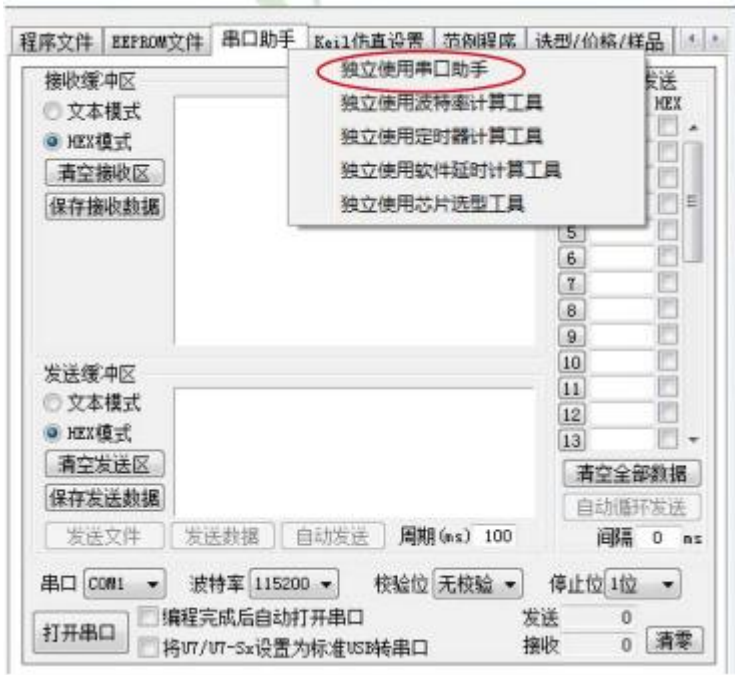 程序文件 EEPROM文件 串口助手 Keil仿真设置 范例程序 选型/价格/样品
独立使用串口助手
独立使用波特率计算工具
独立使用定时器计算工具
独立使用软件延时计算工具
独立使用芯片选型工具
接收缓冲区
文本模式
HEX模式
清空接收区
保存接收数据
发送
HEX
5
6
7
8
9
10
11
12
13
发送缓冲区
文本模式
HEX模式
清空发送区
保存发送数据
清空全部数据
自动循环发送
发送文件 发送数据 自动发送 周期(ms) 100 间隔 0 ms
串口 COM1 波特率 115200 校验位 无校验 停止位 1位
打开串口
编程完成后自动打开串口
将U7/U7-Sx设置为标准USB转串口
发送 0
接收 0
清零